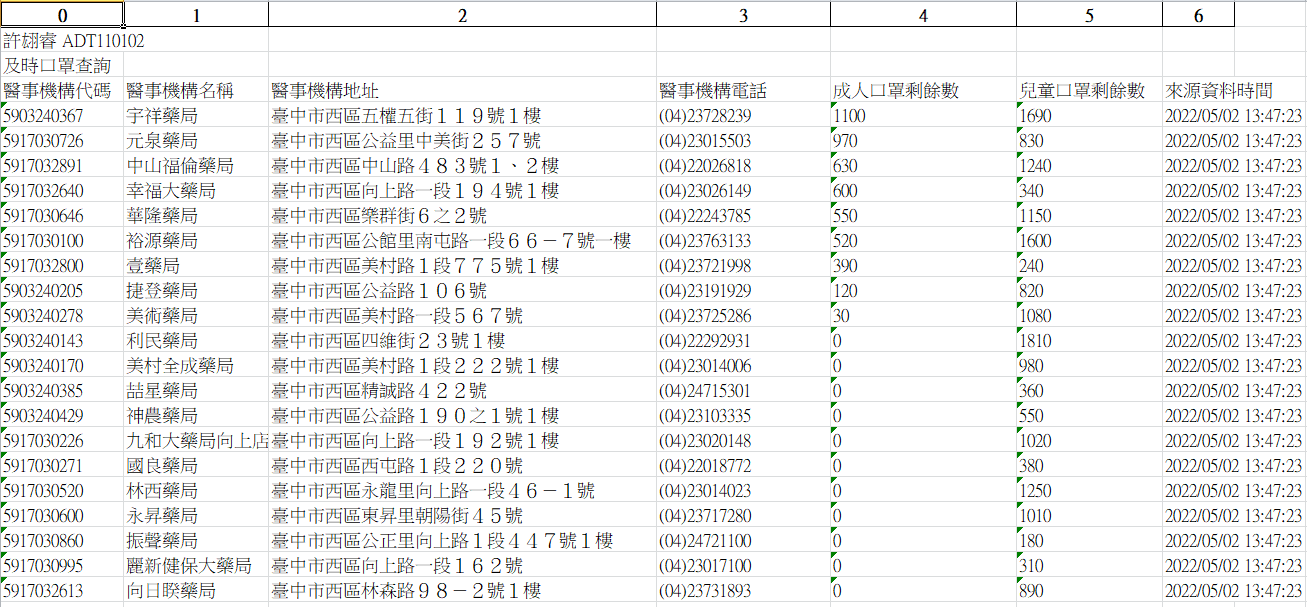 0 1 2 3 4 5 6
許翃睿 ADT110102
及時口罩查詢
醫事機構代碼 醫事機構名稱 醫事機構地址 醫事機構電話 成人口罩剩餘數 兒童口罩剩餘數 來源資料時間
5903240367 宇祥藥局 臺中市西區五權五街１１９號１樓 (04)23728239 1100 1690 2022/05/02 13:47:23
5917030726 元泉藥局 臺中市西區公益里中美街２５７號 (04)23015503 970 830 2022/05/02 13:47:23
5917032891 中山福倫藥局 臺中市西區中山路４８３號１、２樓 (04)22026818 630 1240 2022/05/02 13:47:23
5917032640 幸福大藥局 臺中市西區向上路一段１９４號１樓 (04)23026149 600 340 2022/05/02 13:47:23
5917030646 華隆藥局 臺中市西區樂群街６之２號 (04)22243785 550 1150 2022/05/02 13:47:23
5917030100 裕源藥局 臺中市西區公館里南屯路一段６６－７號一樓 (04)23763133 520 1600 2022/05/02 13:47:23
5917032800 壹藥局 臺中市西區美村路１段７７５號１樓 (04)23721998 390 240 2022/05/02 13:47:23
5903240205 捷登藥局 臺中市西區公益路１０６號 (04)23191929 120 820 2022/05/02 13:47:23
5903240278 美術藥局 臺中市西區美村路一段５６７號 (04)23725286 30 1080 2022/05/02 13:47:23
5903240143 利民藥局 臺中市西區四維街２３號１樓 (04)22292931 0 1810 2022/05/02 13:47:23
5903240170 美村全成藥局 臺中市西區美村路１段２２２號１樓 (04)23014006 0 980 2022/05/02 13:47:23
5903240385 喆星藥局 臺中市西區精誠路４２２號 (04)24715301 0 360 2022/05/02 13:47:23
5903240429 神農藥局 臺中市西區公益路１９０之１號１樓 (04)23103335 0 550 2022/05/02 13:47:23
5917030226 九和大藥局向上店 臺中市西區向上路一段１９２號１樓 (04)23020148 0 1020 2022/05/02 13:47:23
5917030271 國良藥局 臺中市西區西屯路１段２２０號 (04)22018772 0 380 2022/05/02 13:47:23
5917030520 林西藥局 臺中市西區永龍里向上路一段４６－１號 (04)23014023 0 1250 2022/05/02 13:47:23
5917030600 永昇藥局 臺中市西區東昇里朝陽街４５號 (04)23717280 0 1010 2022/05/02 13:47:23
5917030860 振聲藥局 臺中市西區公正里向上路１段４４７號１樓 (04)24721100 0 180 2022/05/02 13:47:23
5917030995 麗新健保大藥局 臺中市西區向上路一段１６２號 (04)23017100 0 310 2022/05/02 13:47:23
5917032613 向日睽藥局 臺中市西區林森路９８－２號１樓 (04)23731893 0 890 2022/05/02 13:47:23